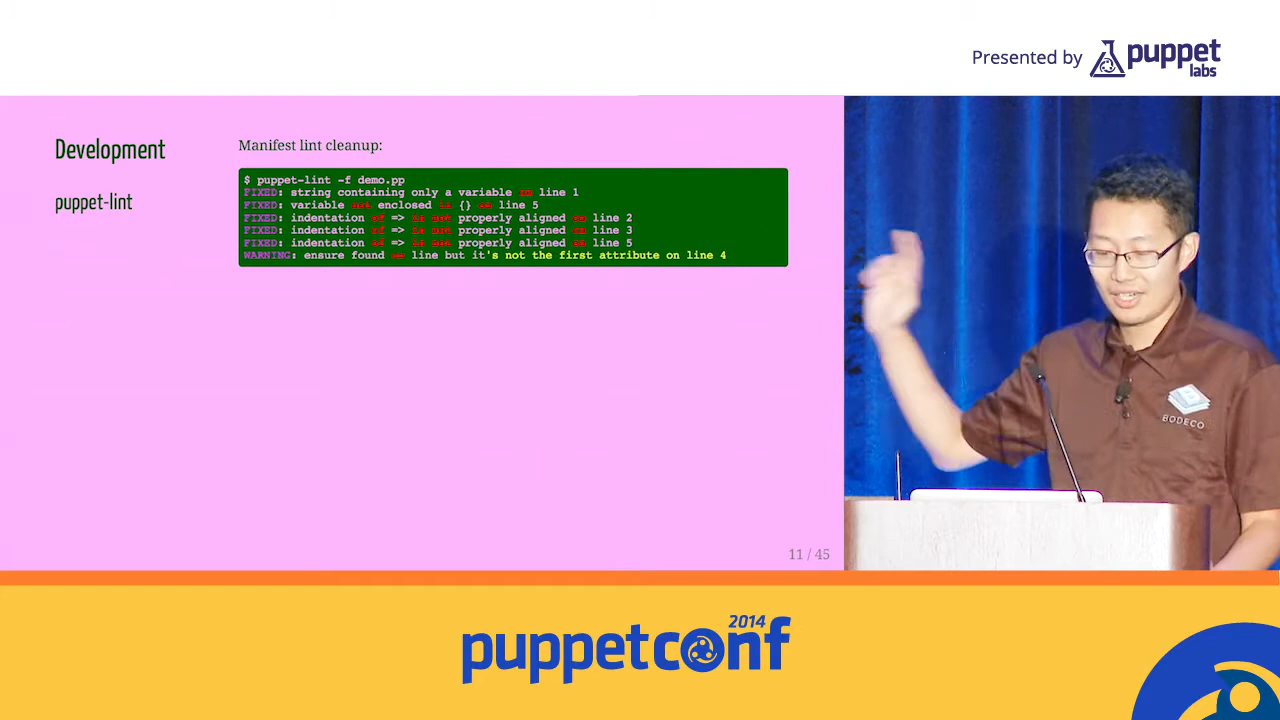 Presented by puppet labs
Development
puppet-lint
Manifest lint cleanup:
$ puppet-lint -f demo.pp
FIXED: string containing only a variable on line 1
FIXED: variable not enclosed in {} on line 5
FIXED: indentation of => is not properly aligned on line 2
FIXED: indentation of => is not properly aligned on line 3
FIXED: indentation of => is not properly aligned on line 5
WARNING: ensure found on line but it's not the first attribute on line 4
11 / 45
BODECO
2014
puppetconf